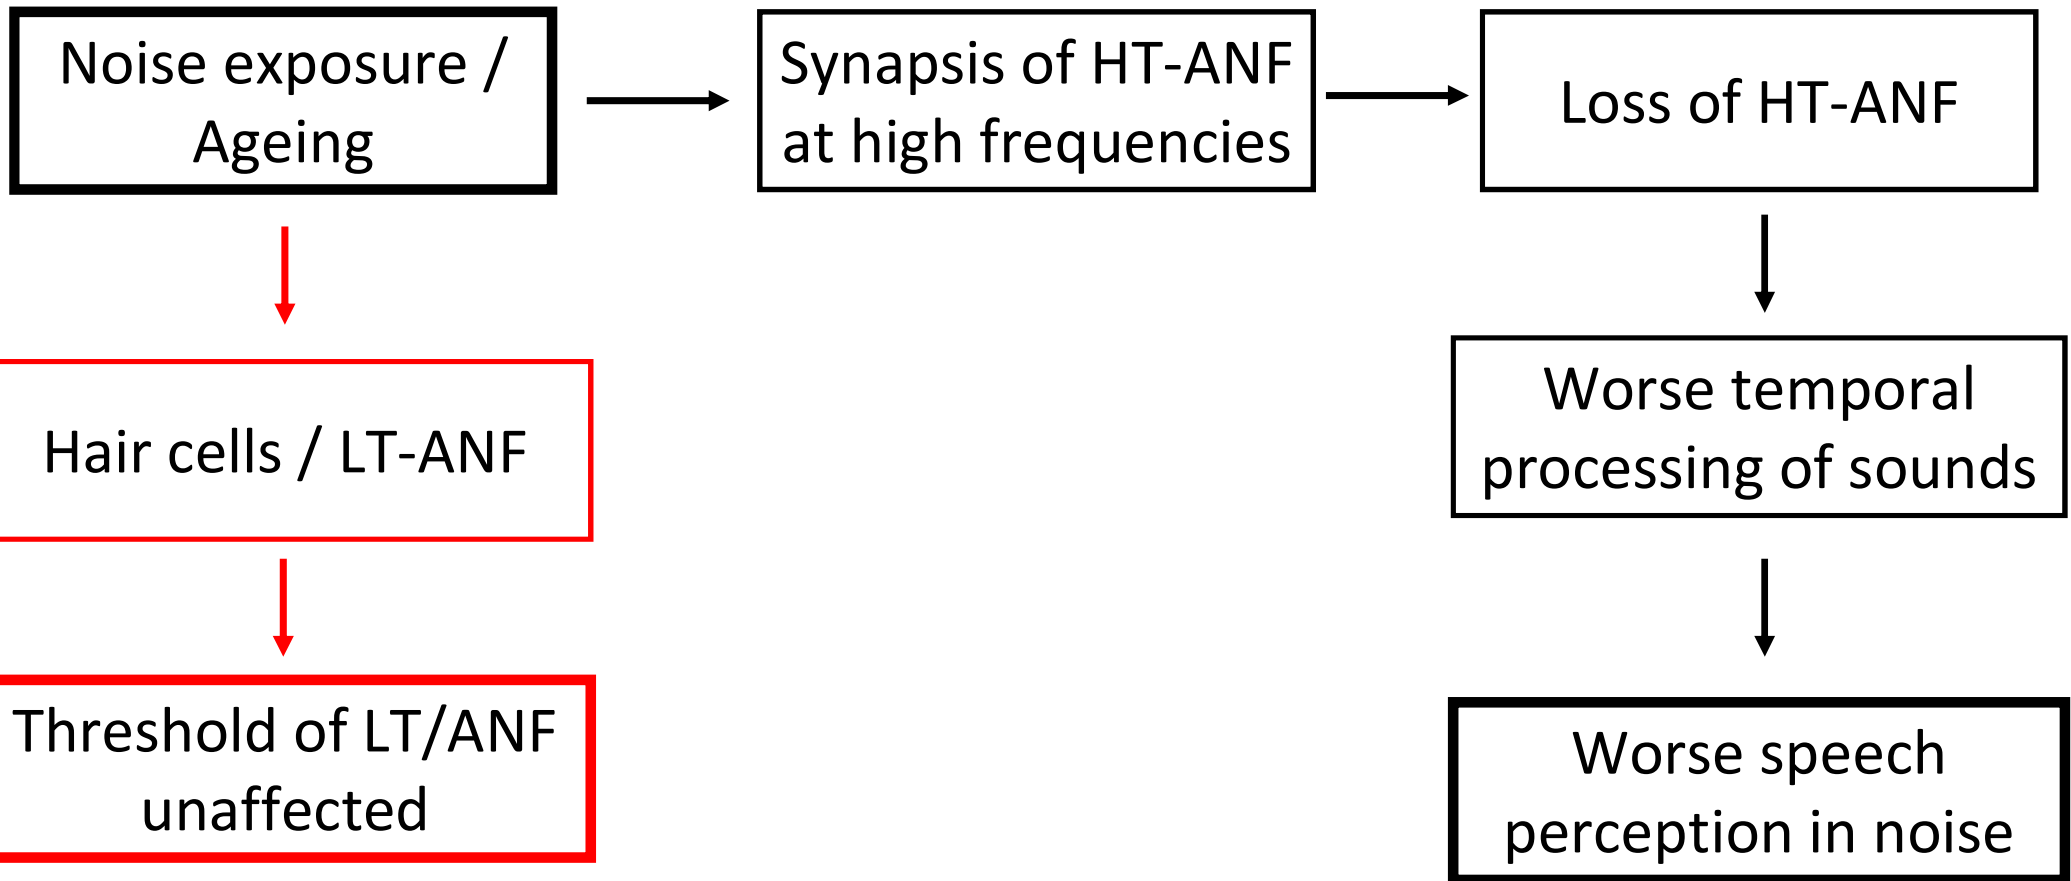 Noise exposure /
Ageing
Synapsis of HT-ANF
at high frequencies
Loss of HT-ANF
Hair cells / LT-ANF
Worse temporal
processing of sounds
Threshold of LT/ANF
unaffected
Worse speech
perception in noise